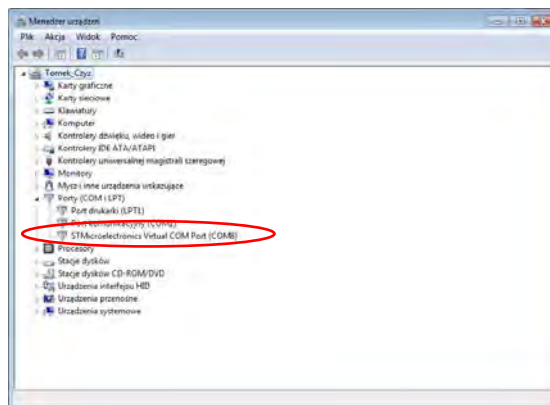 Menedżer urządzeń
Plik Akcja Widok Pomoc
Tomek_Czyz
Karty graficzne
Karty sieciowe
Klawiatury
Komputer
Kontrolery dźwięku, wideo i gier
Kontrolery IDE ATA/ATAPI
Kontrolery uniwersalnej magistrali szeregowej
Monitory
Mysz i inne urządzenia wskazujące
Porty (COM i LPT)
Port drukarki (LPT1)
Port komunikacyjny
STMicroelectronics Virtual COM Port (COM8)
Procesory
Stacje dysków
Stacje dysków CD-ROM/DVD
Urządzenia interfejsu HID
Urządzenia przenośne
Urządzenia systemowe